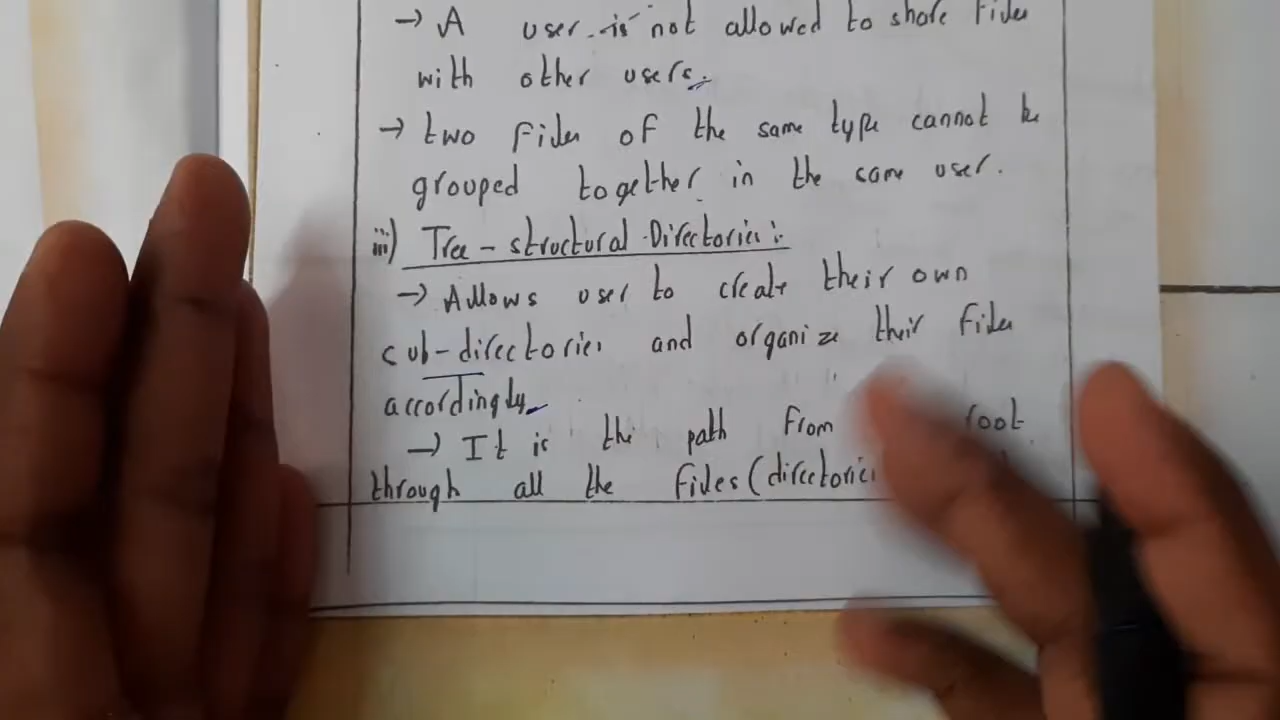 → A user is not allowed to share files
with other users.
→ two files of the same type cannot be
grouped together in the same user.
iii) Tree - structural Directories :
→ Allows user to create their own
sub-directories and organize their files
accordingly
→ It is the path from root
through all the files (directories